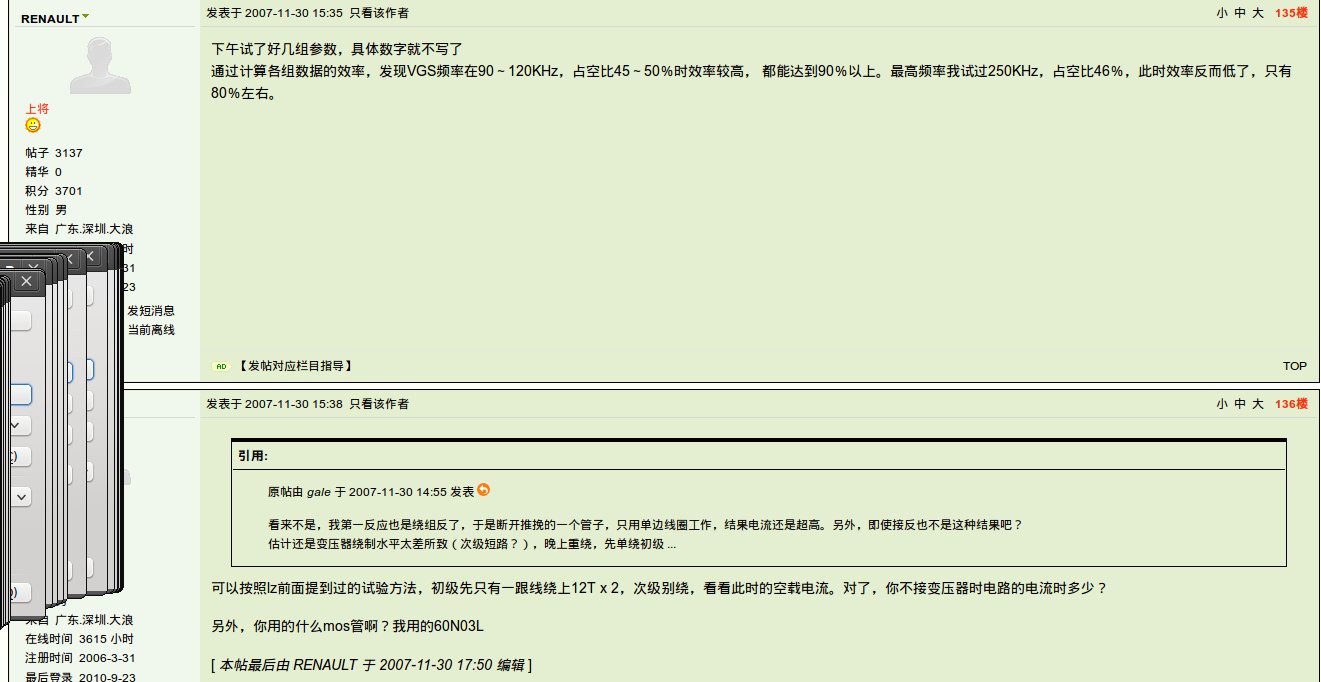 RENAULT
发表于 2007-11-30 15:35 只看该作者
小 中 大 135楼
下午试了好几组参数，具体数字就不写了
通过计算各组数据的效率，发现VGS频率在90～120KHz，占空比45～50％时效率较高， 都能达到90％以上。最高频率我试过250KHz，占空比46％，此时效率反而低了，只有
80％左右。
上将
帖子 3137
精华 0
积分 3701
性别 男
来自 广东.深圳.大浪
时
31
23
发短消息
当前离线
AD 【发帖对应栏目指导】
TOP
发表于 2007-11-30 15:38 只看该作者
小 中 大 136楼
引用:
原帖由 gale 于 2007-11-30 14:55 发表
看来不是，我第一反应也是绕组反了，于是断开推挽的一个管子，只用单边线圈工作，结果电流还是超高。另外，即使接反也不是这种结果吧？
估计还是变压器绕制水平太差所致（次级短路？），晚上重绕，先单绕初级 ...
可以按照lz前面提到过的试验方法，初级先只有一跟线绕上12T x 2，次级别绕，看看此时的空载电流。对了，你不接变压器时电路的电流时多少？
另外，你用的什么mos管啊？我用的60N03L
[ 本帖最后由 RENAULT 于 2007-11-30 17:50 编辑 ]
来自 广东.深圳.大浪
在线时间 3615 小时
注册时间 2006-3-31
最后登录 2010-9-23